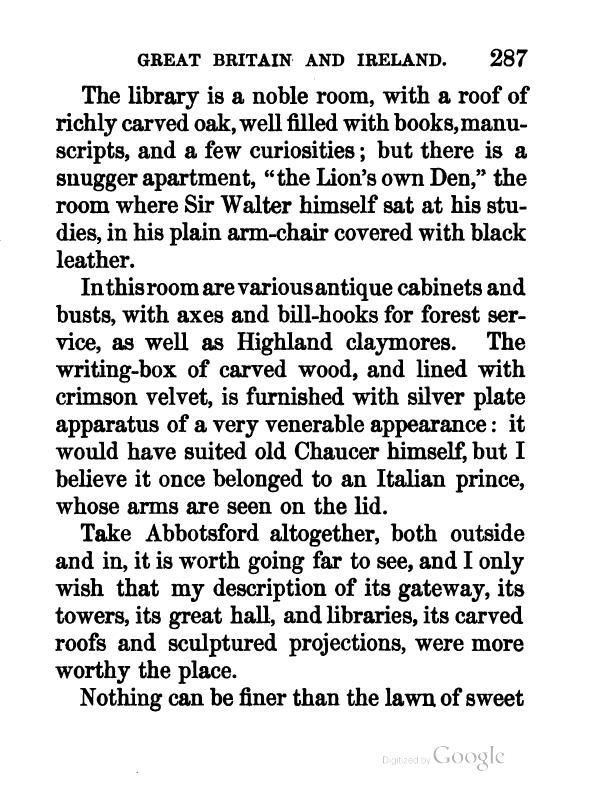 GREAT BRITAIN AND IRELAND. 287
The library is a noble room, with a roof of
richly carved oak, well filled with books, manu-
scripts, and a few curiosities; but there is a
snugger apartment, “the Lion’s own Den,” the
room where Sir Walter himself sat at his stu-
dies, in his plain arm-chair covered with black
leather.
In this room are various antique cabinets and
busts, with axes and bill-hooks for forest ser-
vice, as well as Highland claymores. The
writing-box of carved wood, and lined with
crimson velvet, is furnished with silver plate
apparatus of a very venerable appearance: it
would have suited old Chaucer himself, but I
believe it once belonged to an Italian prince,
whose arms are seen on the lid.
Take Abbotsford altogether, both outside
and in, it is worth going far to see, and I only
wish that my description of its gateway, its
towers, its great hall, and libraries, its carved
roofs and sculptured projections, were more
worthy the place.
Nothing can be finer than the lawn of sweet
Digitized by Google